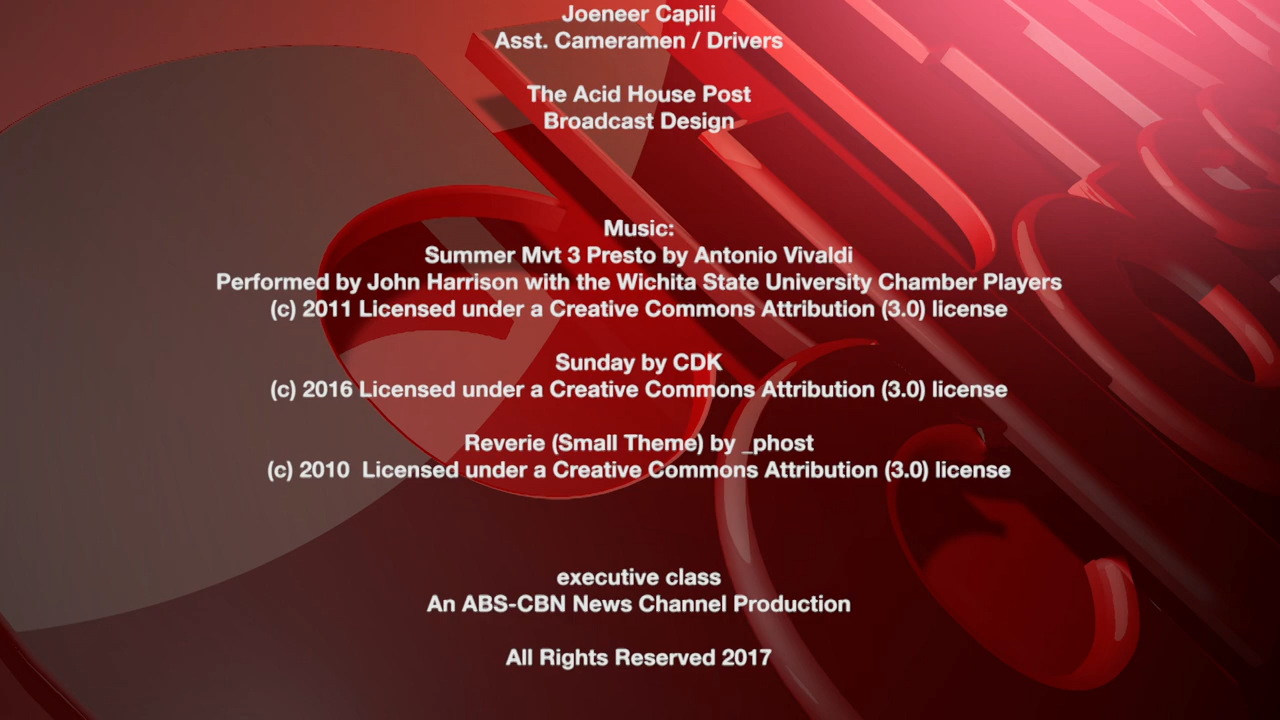 Joeneer Capili
Asst. Cameramen / Drivers
The Acid House Post
Broadcast Design
Music:
Summer Mvt 3 Presto by Antonio Vivaldi
Performed by John Harrison with the Wichita State University Chamber Players
(c) 2011 Licensed under a Creative Commons Attribution (3.0) license
Sunday by CDK
(c) 2016 Licensed under a Creative Commons Attribution (3.0) license
Reverie (Small Theme) by _phost
(c) 2010  Licensed under a Creative Commons Attribution (3.0) license
executive class
An ABS-CBN News Channel Production
All Rights Reserved 2017